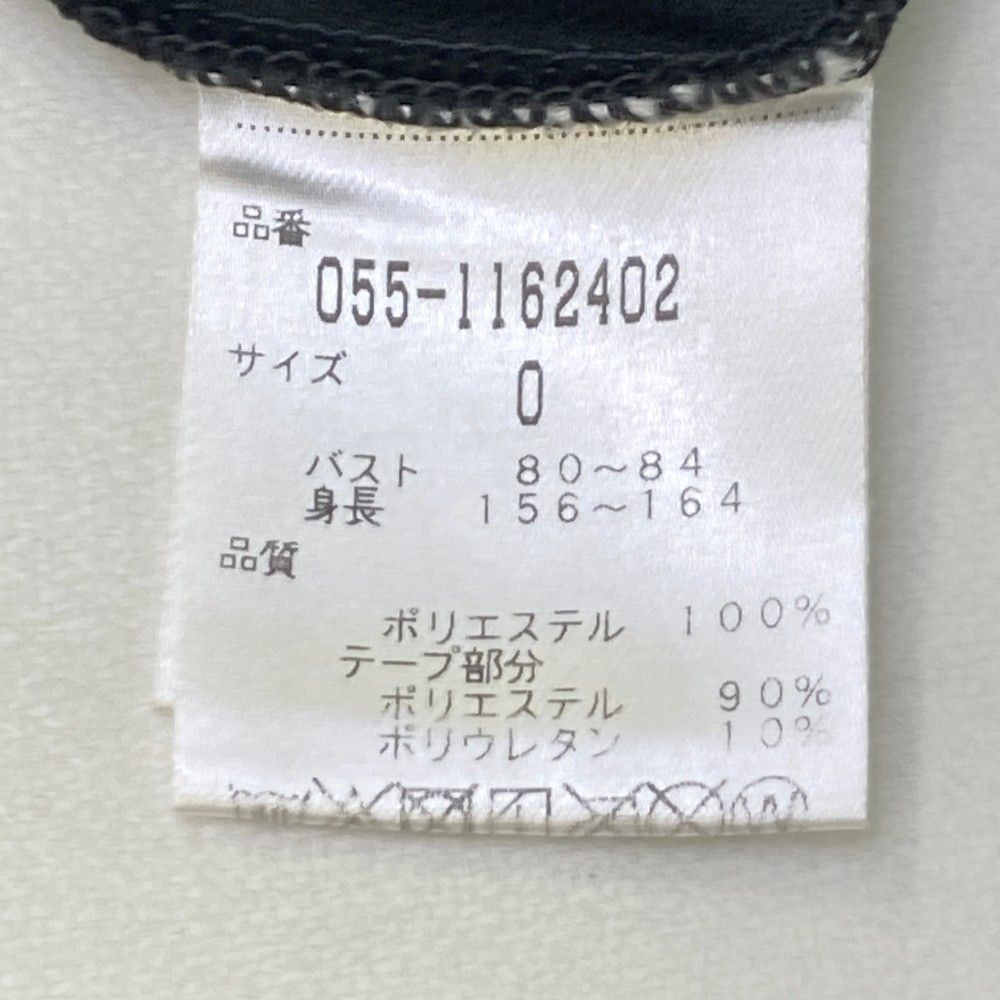 品番
055-1162402
サイズ
0
バスト 80~84
身長 156~164
品質
ポリエステル 100%
テープ部分
ポリエステル 90%
ポリウレタン 10%